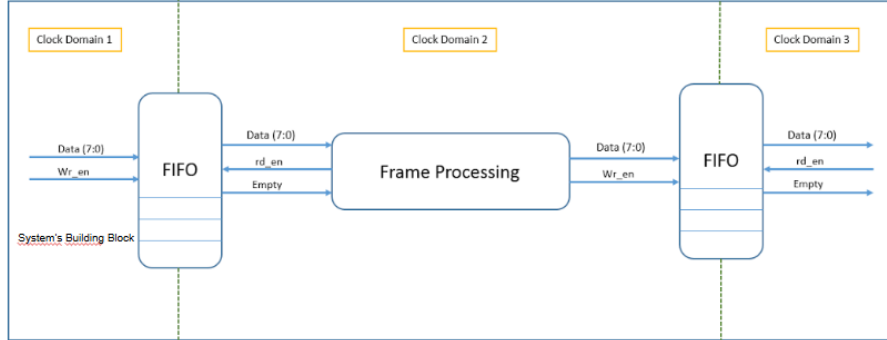 Clock Domain 1
Clock Domain 2
Clock Domain 3
Data (7:0)
Wr_en
FIFO
System's Building Block
Data (7:0)
rd_en
Empty
Frame Processing
Data (7:0)
Wr_en
FIFO
Data (7:0)
rd_en
Empty